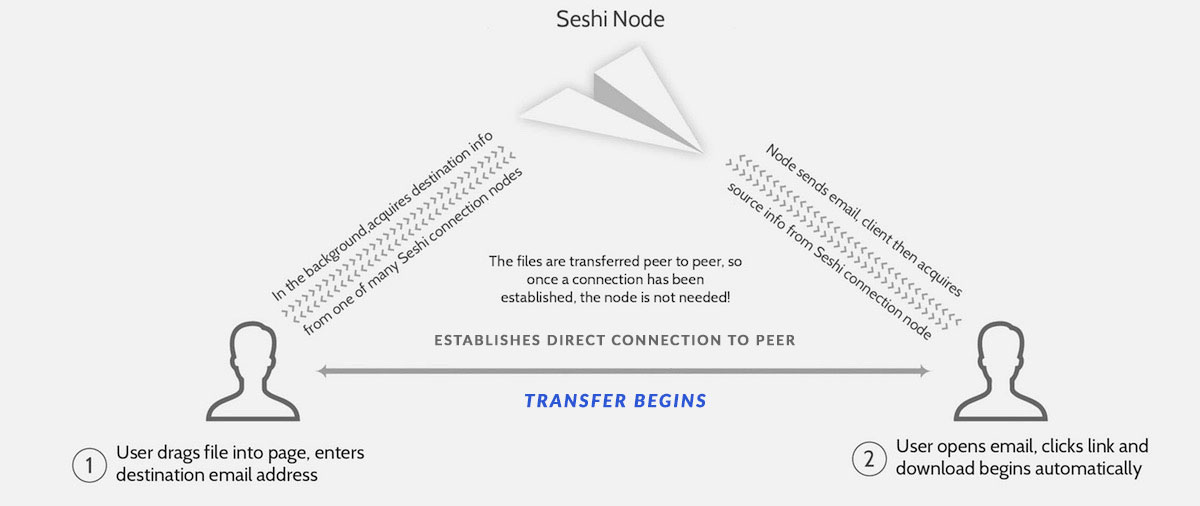 Seshi Node
In the background,acquires destination info
from one of many Seshi connection nodes
Node sends email, client then acquires
source info from Seshi connection node
The files are transferred peer to peer, so
once a connection has been
established, the node is not needed!
ESTABLISHES DIRECT CONNECTION TO PEER
TRANSFER BEGINS
1 User drags file into page, enters
destination email address
2 User opens email, clicks link and
download begins automatically